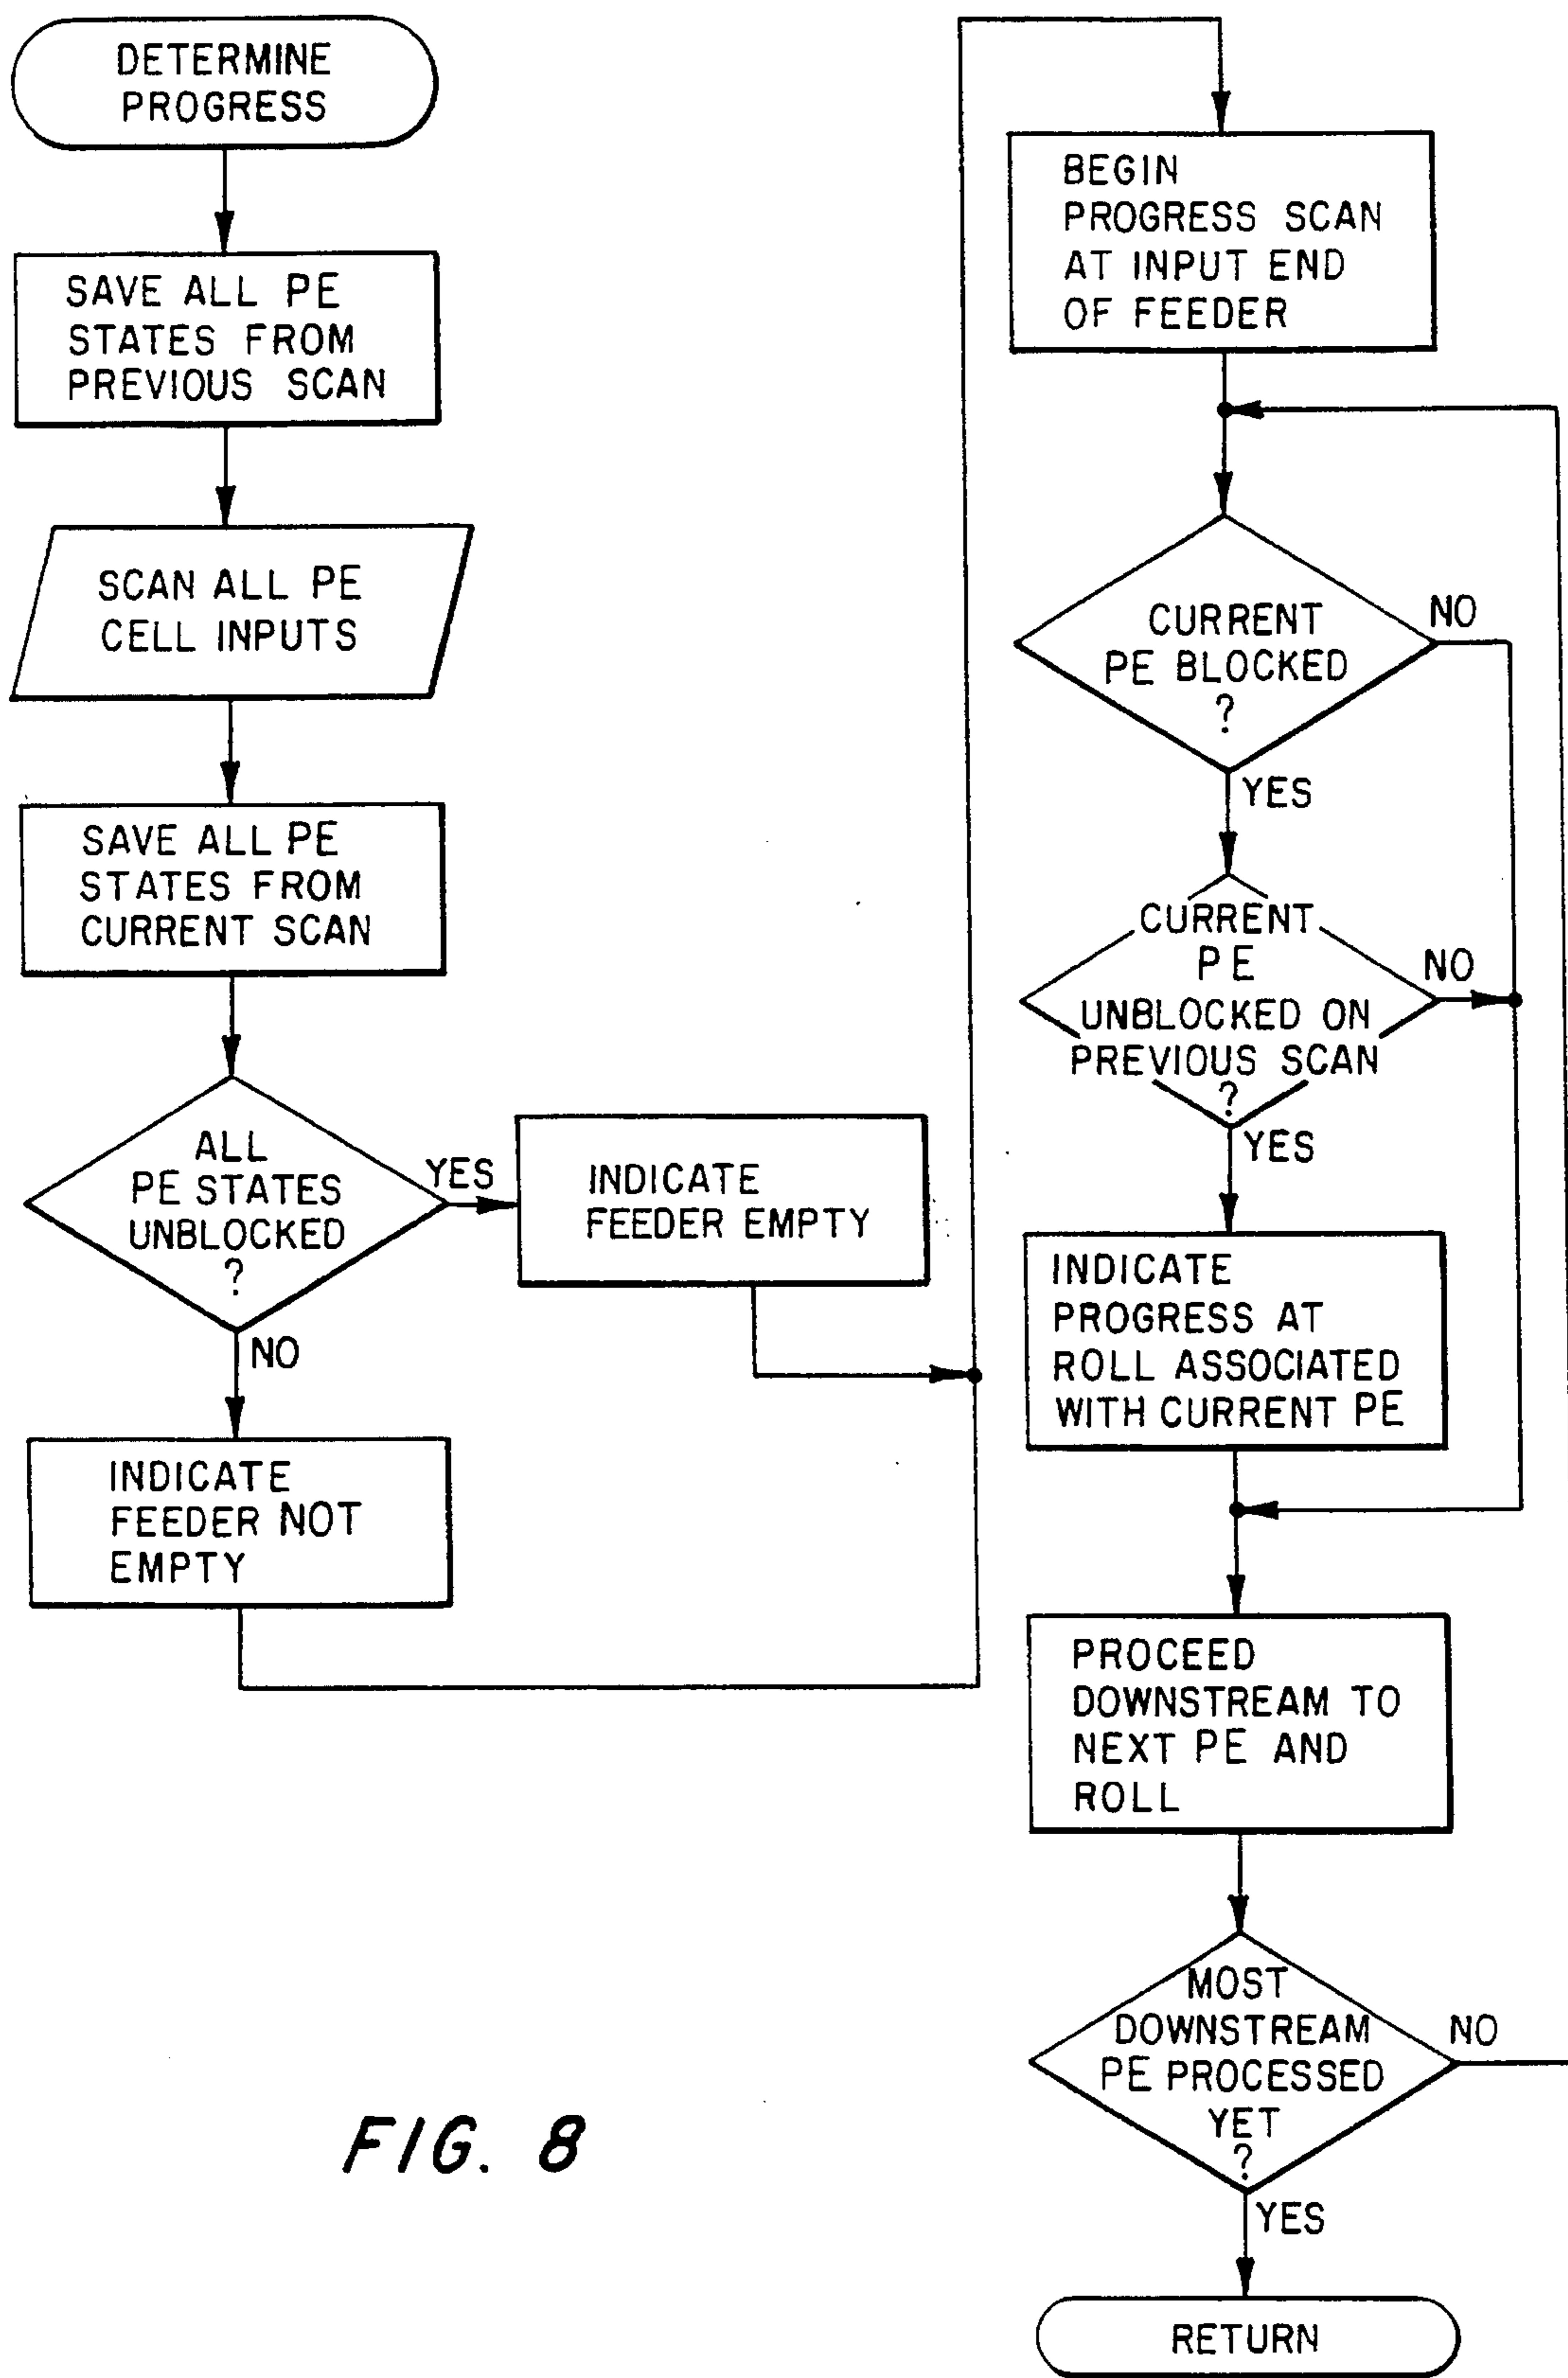 DETERMINE
PROGRESS
SAVE ALL PE
STATES FROM
PREVIOUS SCAN
SCAN ALL PE
CELL INPUTS
SAVE ALL PE
STATES FROM
CURRENT SCAN
ALL
PE STATES
UNBLOCKED
?
YES
NO
INDICATE
FEEDER EMPTY
INDICATE
FEEDER NOT
EMPTY
BEGIN
PROGRESS SCAN
AT INPUT END
OF FEEDER
CURRENT
PE BLOCKED
?
NO
YES
CURRENT
PE
UNBLOCKED ON
PREVIOUS SCAN
?
NO
YES
INDICATE
PROGRESS AT
ROLL ASSOCIATED
WITH CURRENT PE
PROCEED
DOWNSTREAM TO
NEXT PE AND
ROLL
MOST
DOWNSTREAM
PE PROCESSED
YET
?
NO
YES
RETURN
FIG. 8